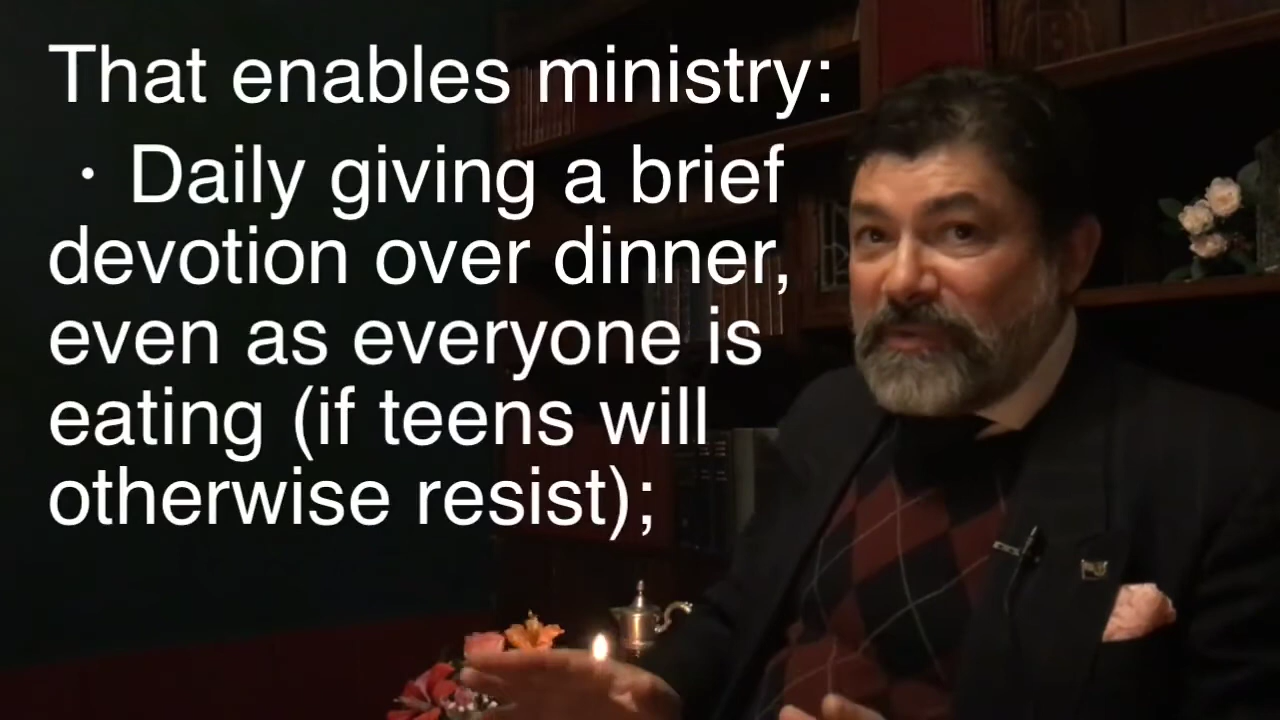 That enables ministry:
· Daily giving a brief
devotion over dinner,
even as everyone is
eating (if teens will
otherwise resist);